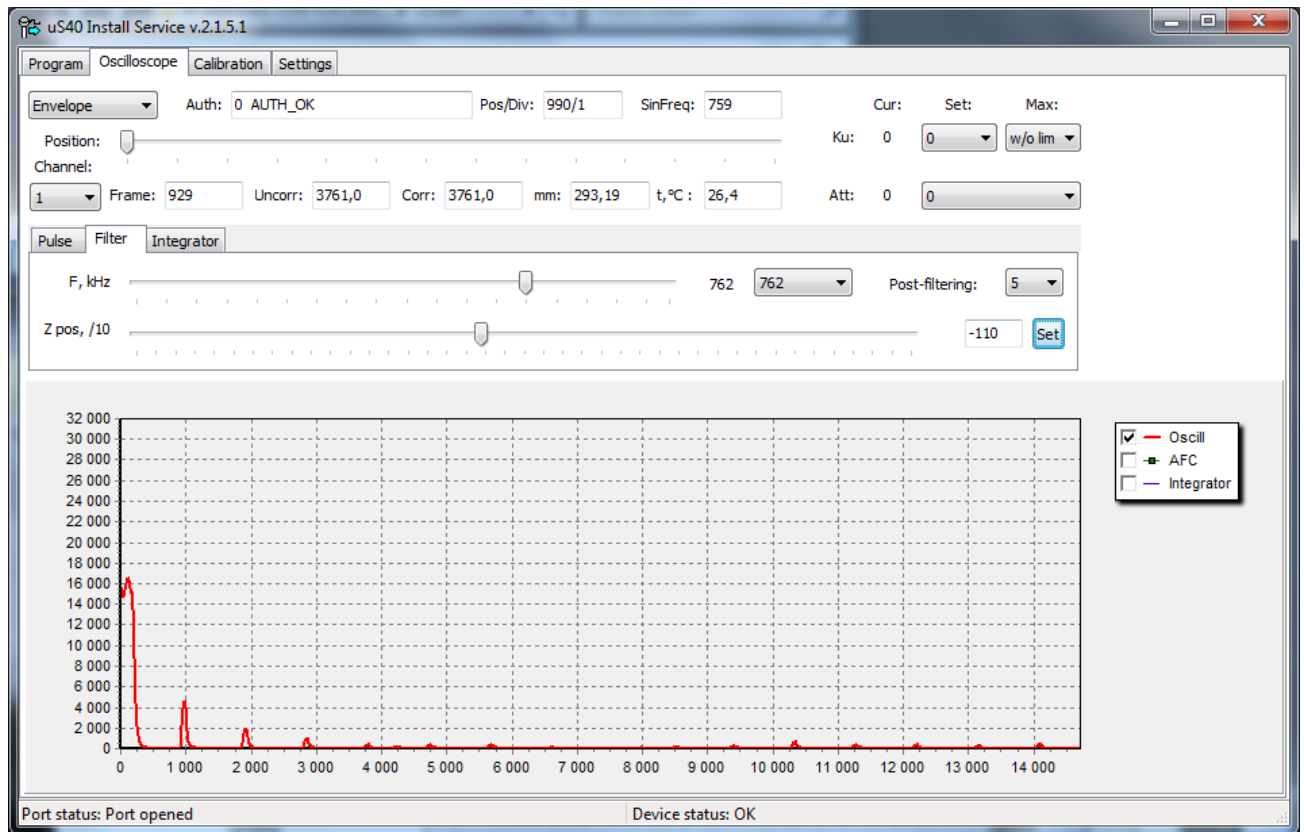 uS40 Install Service v.2.1.5.1
Program Oscilloscope Calibration Settings
Envelope Auth: 0 AUTH_OK Pos/Div: 990/1 SinFreq: 759 Cur: Set: Max:
Position: Ku: 0 0 w/o lim
Channel:
1 Frame: 929 Uncorr: 3761,0 Corr: 3761,0 mm: 293,19 t,ºC : 26,4 Att: 0 0
Pulse Filter Integrator
F, kHz 762 762 Post-filtering: 5
Z pos, /10 -110 Set
32 000
30 000
28 000
26 000
24 000
22 000
20 000
18 000
16 000
14 000
12 000
10 000
8 000
6 000
4 000
2 000
0
0 1 000 2 000 3 000 4 000 5 000 6 000 7 000 8 000 9 000 10 000 11 000 12 000 13 000 14 000
Oscill
AFC
Integrator
Port status: Port opened Device status: OK